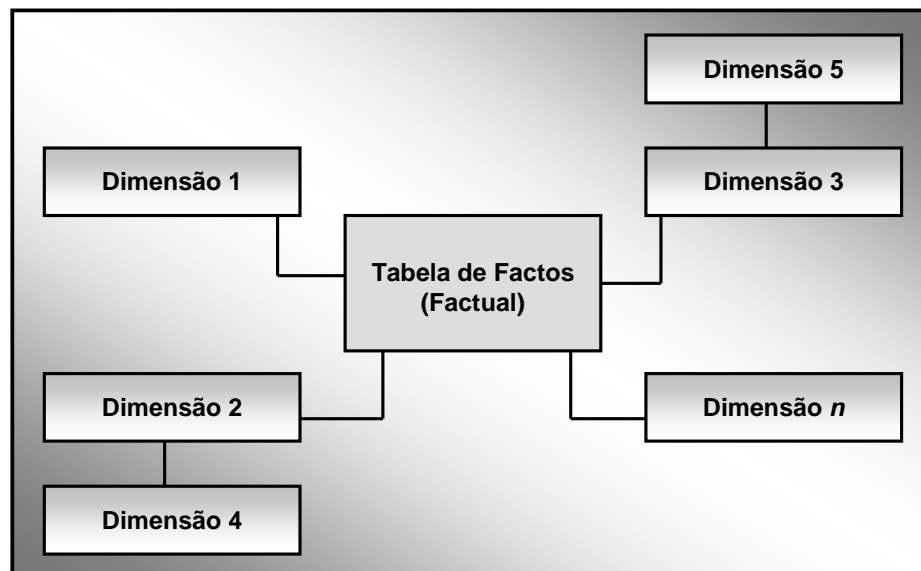 Dimensão 5
Dimensão 1
Dimensão 3
Tabela de Factos
(Factual)
Dimensão 2
Dimensão n
Dimensão 4